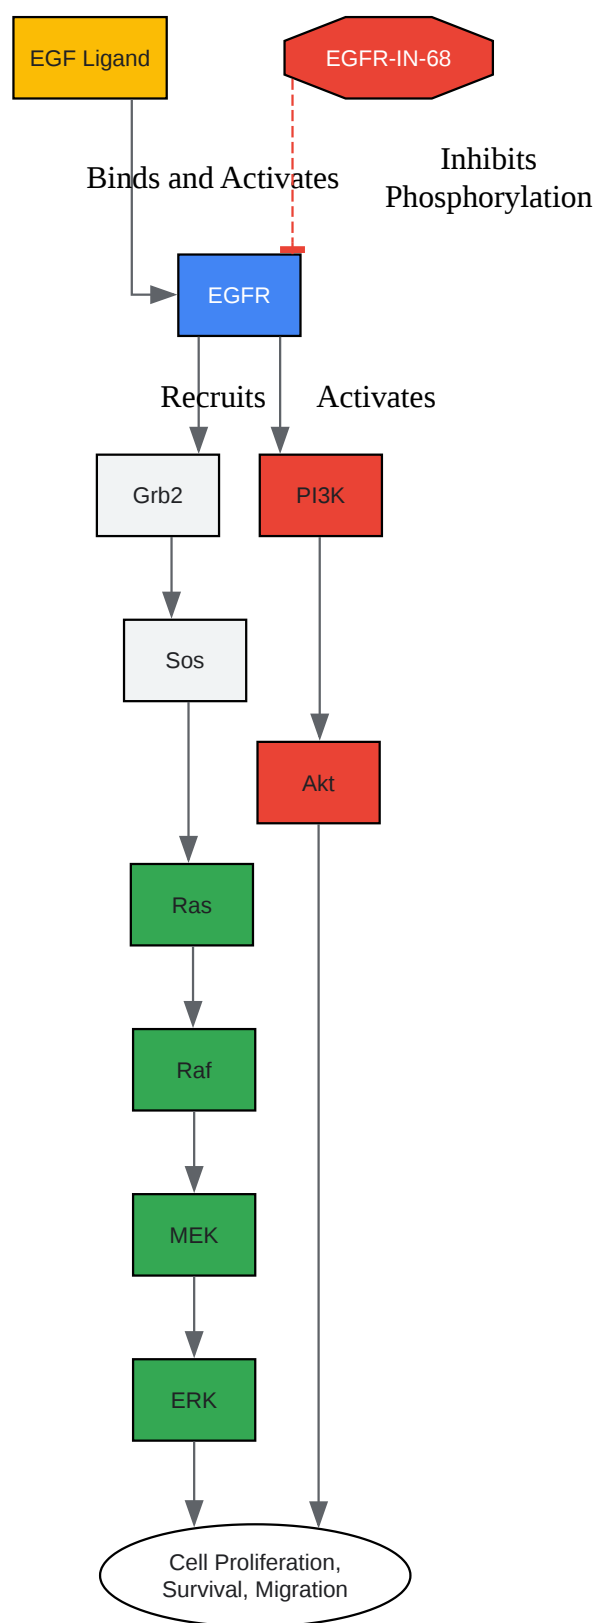 EGF Ligand
EGFR-IN-68
Binds and Activates
Inhibits
Phosphorylation
EGFR
Recruits
Activates
Grb2
PI3K
Sos
Akt
Ras
Raf
MEK
ERK
Cell Proliferation,
Survival, Migration